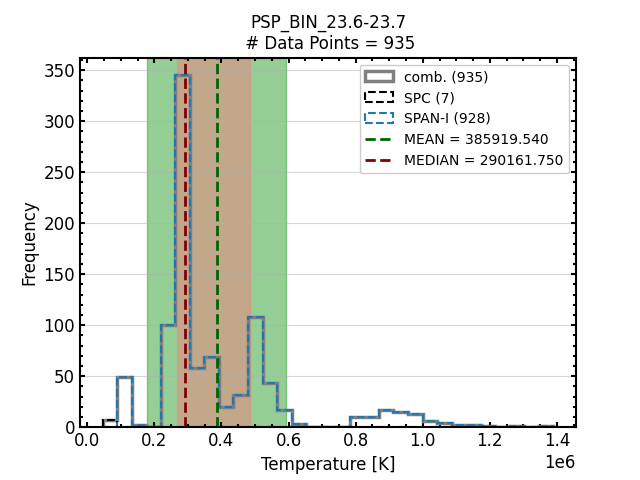 PSP_BIN_23.6-23.7
# Data Points = 935
comb. (935)
SPC (7)
SPAN-I (928)
MEAN = 385919.540
MEDIAN = 290161.750
Frequency
350
300
250
200
150
100
50
0
0.0 0.2 0.4 0.6 0.8 1.0 1.2 1.4
1e6
Temperature [K]